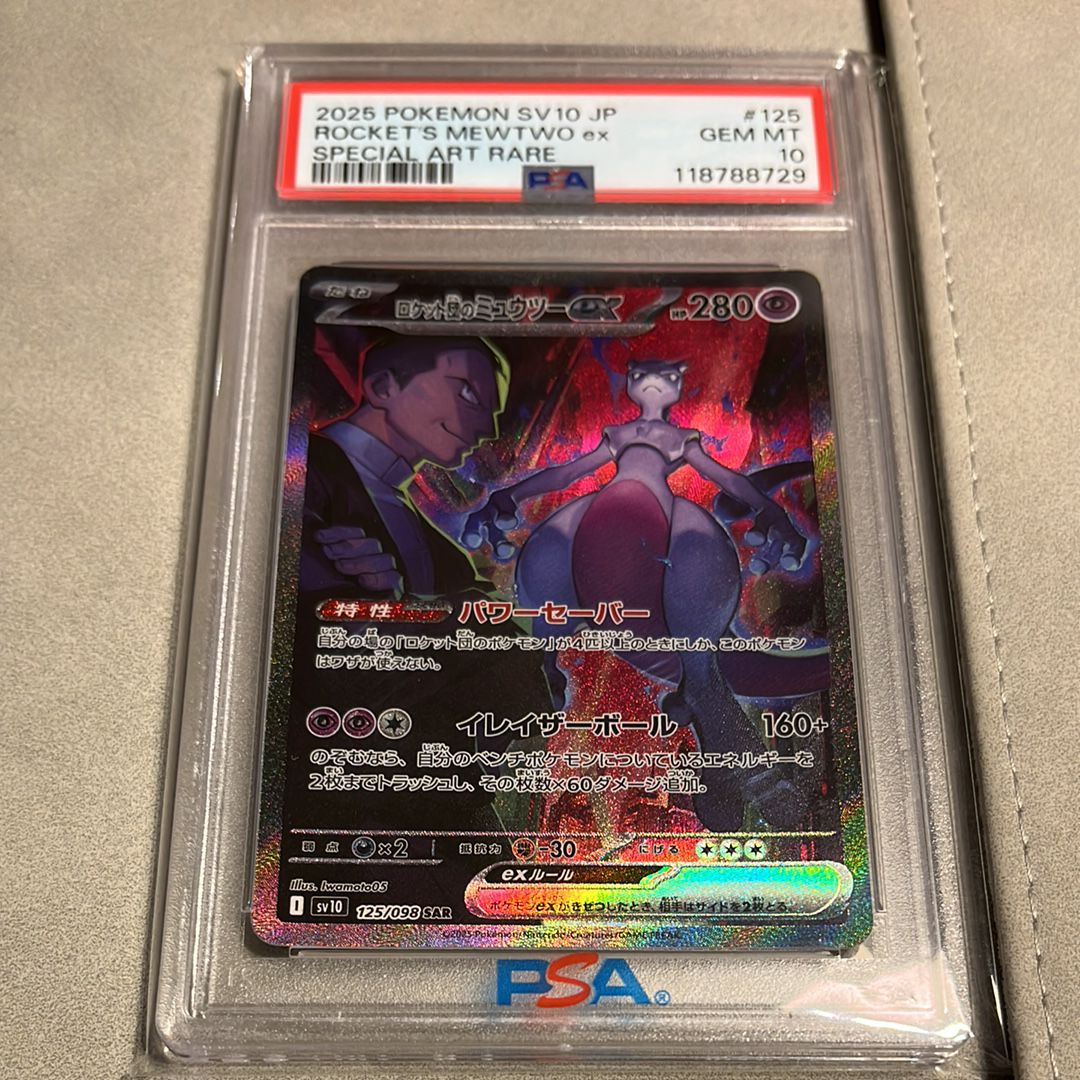 2025 POKEMON SV10 JP #125
ROCKET'S MEWTWO ex GEM MT
SPECIAL ART RARE 10
PSA 118788729
たね ロケット団のミュウツーex HP280
特性 パワーセーバー
自分の場の「ロケット団のポケモン」が4匹以上のときにしか、このポケモン
はワザが使えない。
イレイザーボール 160+
のぞむなら、自分のベンチポケモンについているエネルギーを
2枚までトラッシュし、その枚数×60ダメージ追加。
弱点 ×2 抵抗力 -30 にげる
exルール
ポケモンexがきぜつしたとき、相手はサイドを2枚とる。
Illus. Iwamoto05
I sv10 125/098 SAR
©2025 Pokémon/Nintendo/Creatures/GAME FREAK
PSA®